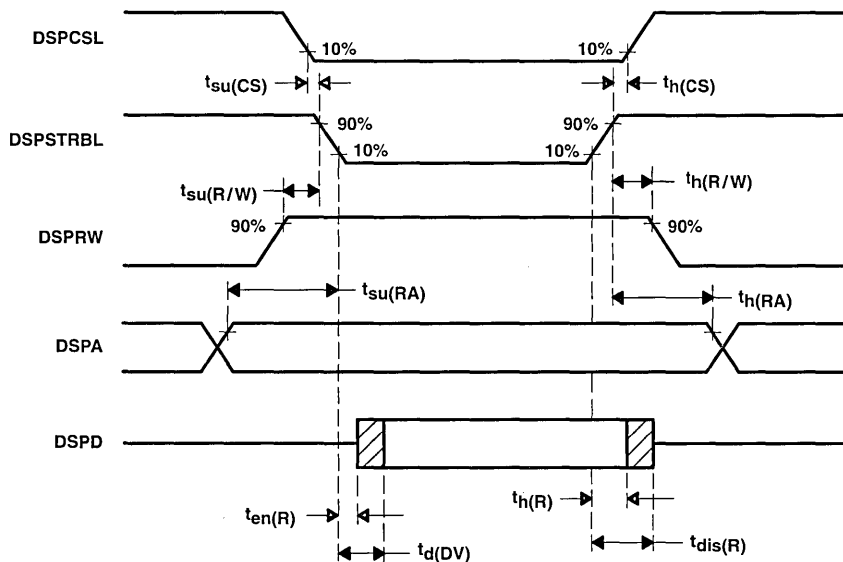 DSPCSL
10%
10%
tsu(CS)
th(CS)
DSPSTRBL
90%
90%
10%
10%
tsu(R/W)
th(R/W)
DSPRW
90%
90%
tsu(RA)
th(RA)
DSPA
DSPD
ten(R)
th(R)
td(DV)
tdis(R)